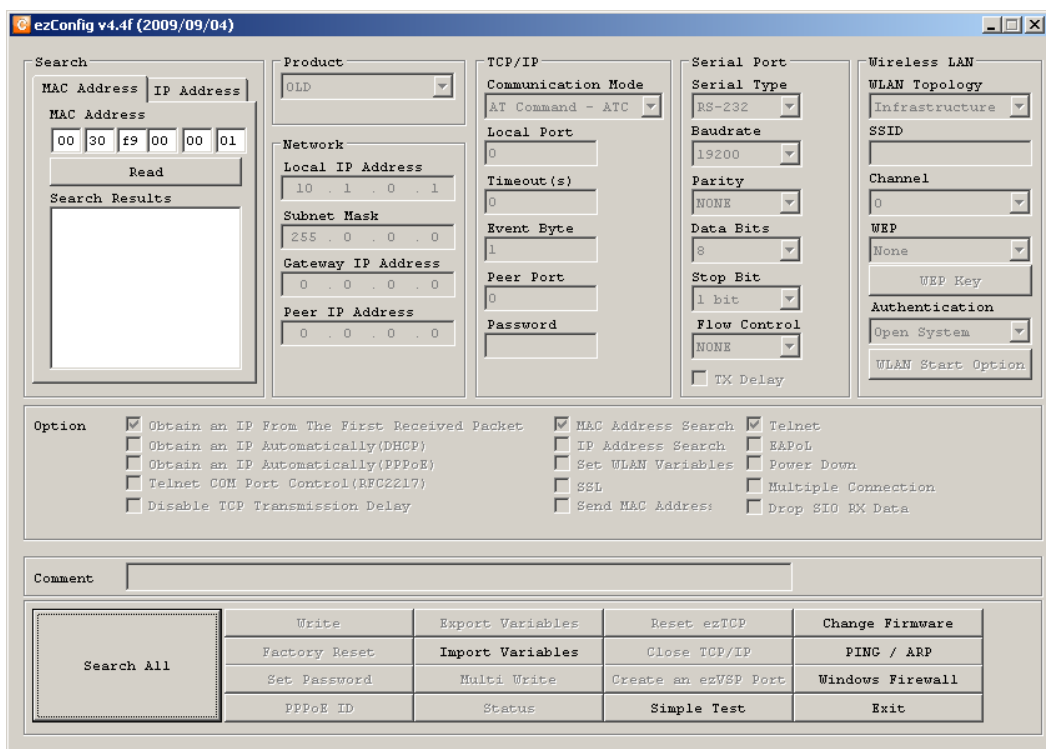 ezConfig v4.4f (2009/09/04)
Search
MAC Address IP Address
MAC Address
00 30 f9 00 00 01
Read
Search Results
Product
OLD
Network
Local IP Address
10 . 1 . 0 . 1
Subnet Mask
255 . 0 . 0 . 0
Gateway IP Address
0 . 0 . 0 . 0
Peer IP Address
0 . 0 . 0 . 0
TCP/IP
Communication Mode
AT Command - ATC
Local Port
0
Timeout(s)
0
Event Byte
1
Peer Port
0
Password
Serial Port
Serial Type
RS-232
Baudrate
19200
Parity
NONE
Data Bits
8
Stop Bit
1 bit
Flow Control
NONE
TX Delay
Wireless LAN
WLAN Topology
Infrastructure
SSID
Channel
0
WEP
None
WEP Key
Authentication
Open System
WLAN Start Option
Option
Obtain an IP From The First Received Packet
Obtain an IP Automatically(DHCP)
Obtain an IP Automatically(PPPoE)
Telnet COM Port Control(RFC2217)
Disable TCP Transmission Delay
MAC Address Search
IP Address Search
Set WLAN Variables
SSL
Send MAC Address
Telnet
EAPoL
Power Down
Multiple Connection
Drop SIO RX Data
Comment
Search All
Write Export Variables Reset ezTCP Change Firmware
Factory Reset Import Variables Close TCP/IP PING / ARP
Set Password Multi Write Create an ezVSP Port Windows Firewall
PPPoE ID Status Simple Test Exit